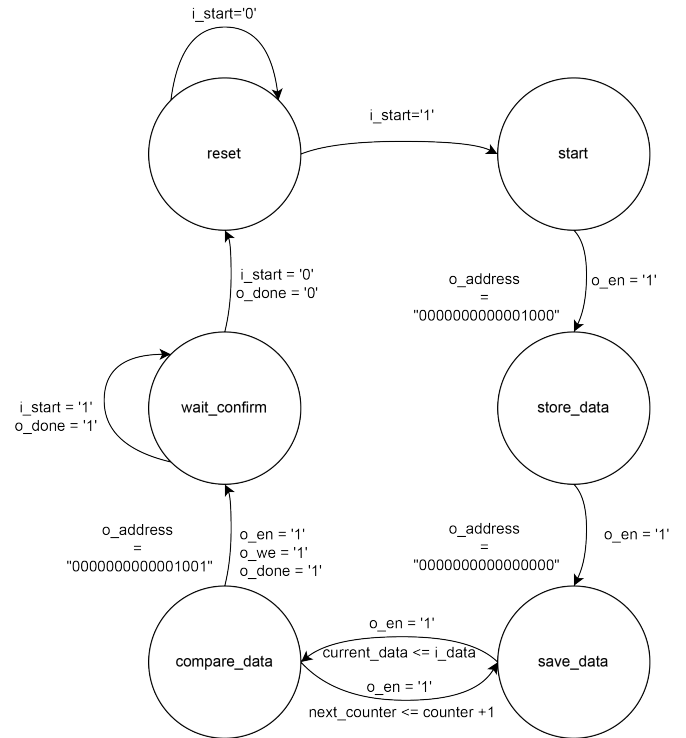 i_start='0'
reset
i_start='1'
start
i_start = '0'
o_done = '0'
o_address
=
"0000000000001000"
o_en = '1'
i_start = '1'
o_done = '1'
wait_confirm
store_data
o_address
=
"0000000000001001"
o_en = '1'
o_we = '1'
o_done = '1'
o_address
=
"0000000000000000"
o_en = '1'
compare_data
o_en = '1'
current_data <= i_data
o_en = '1'
next_counter <= counter +1
save_data